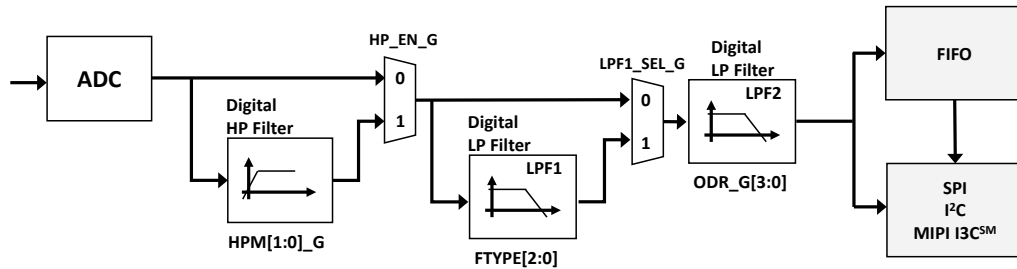 ADC
HP_EN_G
0
1
Digital
HP Filter
HPM[1:0]_G
Digital
LP Filter
LPF1
FTYPE[2:0]
LPF1_SEL_G
0
1
Digital
LP Filter
LPF2
ODR_G[3:0]
FIFO
SPI
I²C
MIPI I3Cˢᴹ